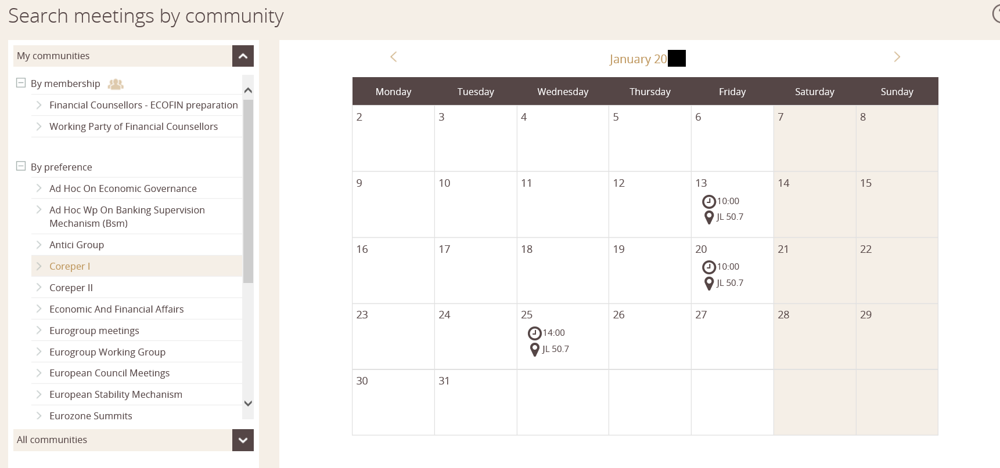 Search meetings by community
My communities
By membership
Financial Counsellors - ECOFIN preparation
Working Party of Financial Counsellors
By preference
Ad Hoc On Economic Governance
Ad Hoc Wp On Banking Supervision
Mechanism (Bsm)
Antici Group
Coreper I
Coreper II
Economic And Financial Affairs
Eurogroup meetings
Eurogroup Working Group
European Council Meetings
European Stability Mechanism
Eurozone Summits
All communities
January 20
Monday Tuesday Wednesday Thursday Friday Saturday Sunday
2 3 4 5 6 7 8
9 10 11 12 13 14 15
10:00
JL 50.7
16 17 18 19 20 21 22
10:00
JL 50.7
23 24 25 26 27 28 29
14:00
JL 50.7
30 31